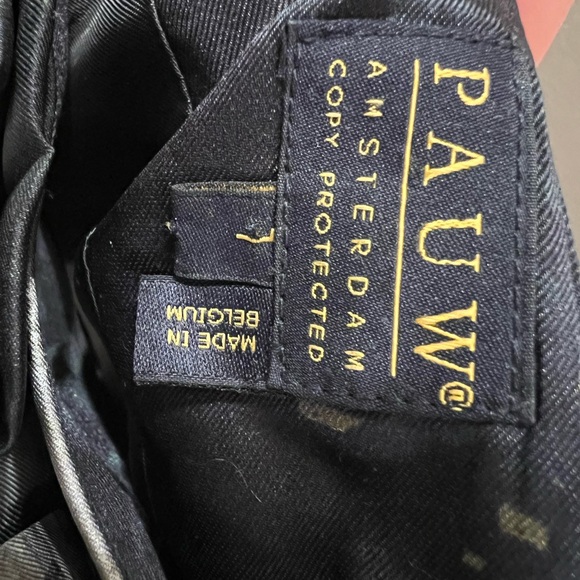 PAUW®
AMSTERDAM
COPY PROTECTED
MADE IN
BELGIUM